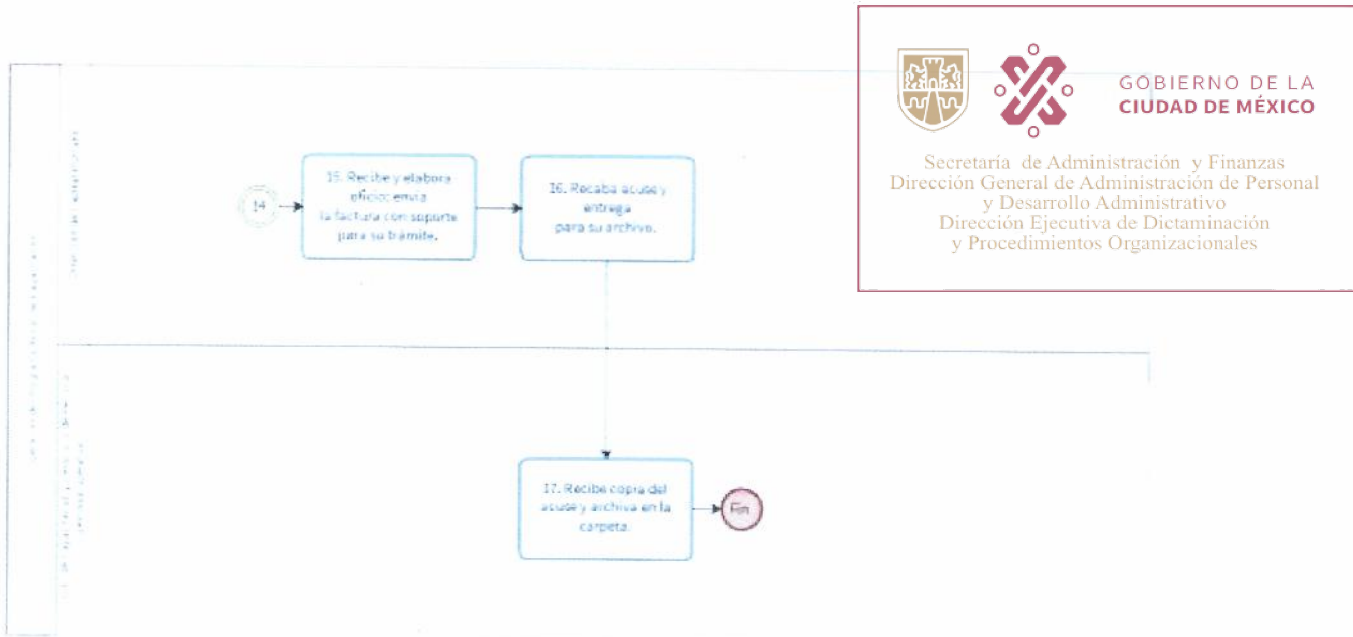 GOBIERNO DE LA
CIUDAD DE MÉXICO
Secretaría de Administración y Finanzas
Dirección General de Administración de Personal
y Desarrollo Administrativo
Dirección Ejecutiva de Dictaminación
y Procedimientos Organizacionales
14
15. Recibe y elabora
oficio: envia
la factura con soporte
para su trámite.
16. Recaba acuse y
entrega
para su archivo.
17. Recibe copia del
acuse y archiva en la
carpeta.
Fin